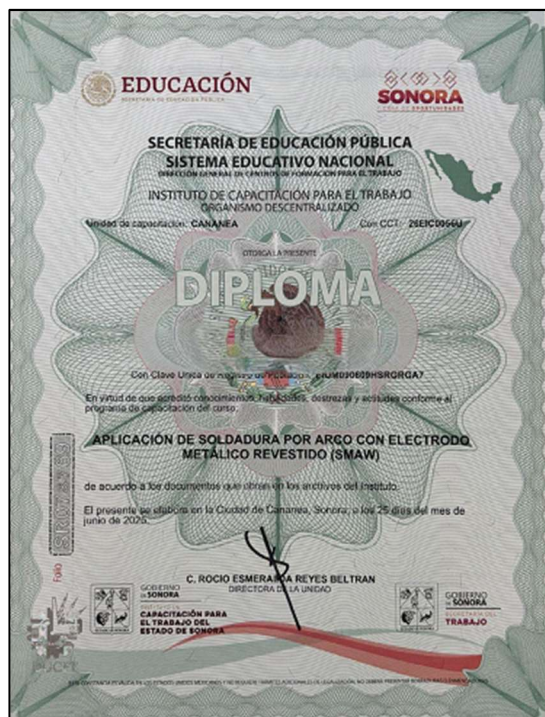 EDUCACIÓN
SECRETARÍA DE EDUCACIÓN PÚBLICA
SONORA
TIERRA DE OPORTUNIDADES
SECRETARÍA DE EDUCACIÓN PÚBLICA
SISTEMA EDUCATIVO NACIONAL
DIRECCIÓN GENERAL DE CENTROS DE FORMACIÓN PARA EL TRABAJO
INSTITUTO DE CAPACITACIÓN PARA EL TRABAJO
ORGANISMO DESCENTRALIZADO
Unidad de capacitación: CANANEA Con CCT:
OTORGA LA PRESENTE
DIPLOMA
Con Clave Única de Registro de Población:
En virtud de que acreditó conocimientos, habilidades, destrezas y actitudes conforme al
programa de capacitación del curso:
APLICACIÓN DE SOLDADURA POR ARCO CON ELECTRODO
METÁLICO REVESTIDO (SMAW)
de acuerdo a los documentos que obran en los archivos del instituto.
El presente se elabora en la Ciudad de Cananea, Sonora, a los 25 días del mes de
junio de 2025.
Folio
C. ROCIO ESMERALDA REYES BELTRAN
DIRECTORA DE LA UNIDAD
GOBIERNO
DE SONORA
CAPACITACIÓN PARA
EL TRABAJO DEL
ESTADO DE SONORA
GOBIERNO
DE SONORA
SECRETARÍA DEL
TRABAJO